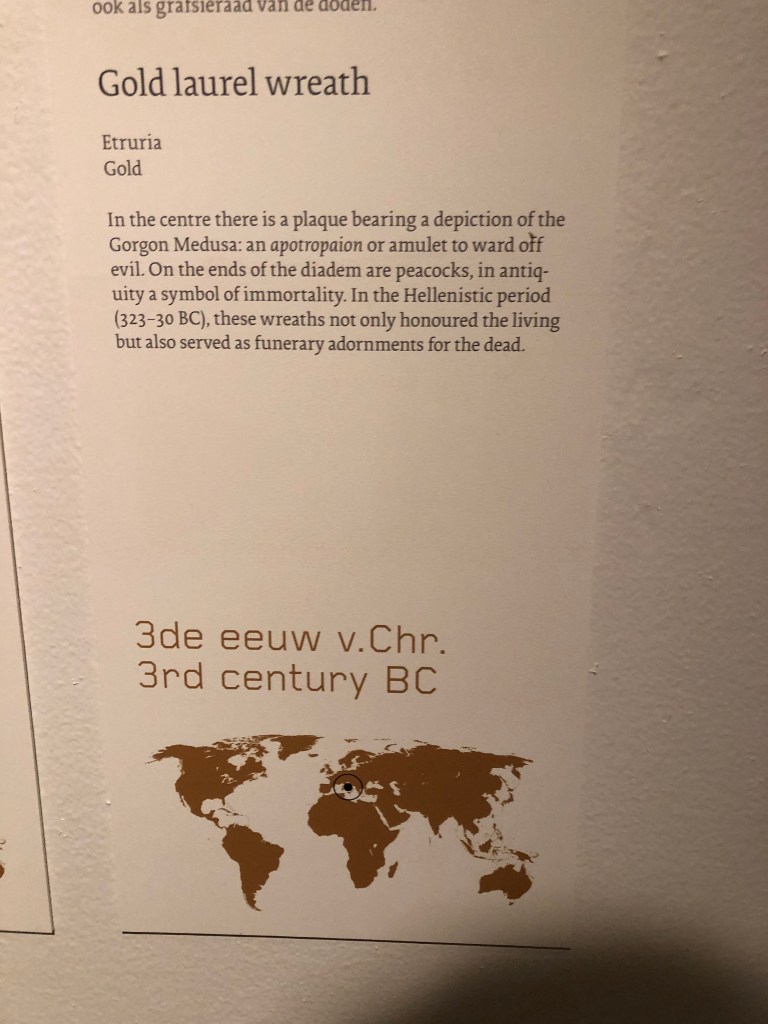 ook als grafsieraad van de doden.
Gold laurel wreath
Etruria
Gold
In the centre there is a plaque bearing a depiction of the
Gorgon Medusa: an apotropaion or amulet to ward off
evil. On the ends of the diadem are peacocks, in antiq-
uity a symbol of immortality. In the Hellenistic period
(323–30 BC), these wreaths not only honoured the living
but also served as funerary adornments for the dead.
3de eeuw v.Chr.
3rd century BC